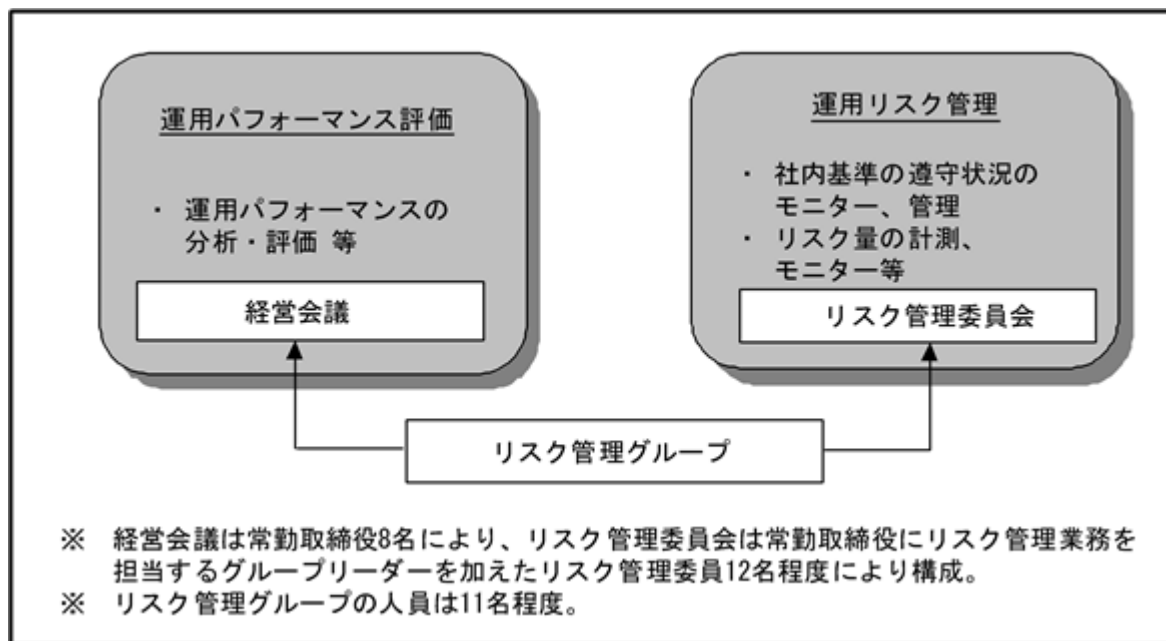 運用パフォーマンス評価
・ 運用パフォーマンスの
分析・評価 等
経営会議
運用リスク管理
・ 社内基準の遵守状況の
モニター、管理
・ リスク量の計測、
モニター等
リスク管理委員会
リスク管理グループ
※ 経営会議は常勤取締役8名により、リスク管理委員会は常勤取締役にリスク管理業務を
担当するグループリーダーを加えたリスク管理委員12名程度により構成。
※ リスク管理グループの人員は11名程度。